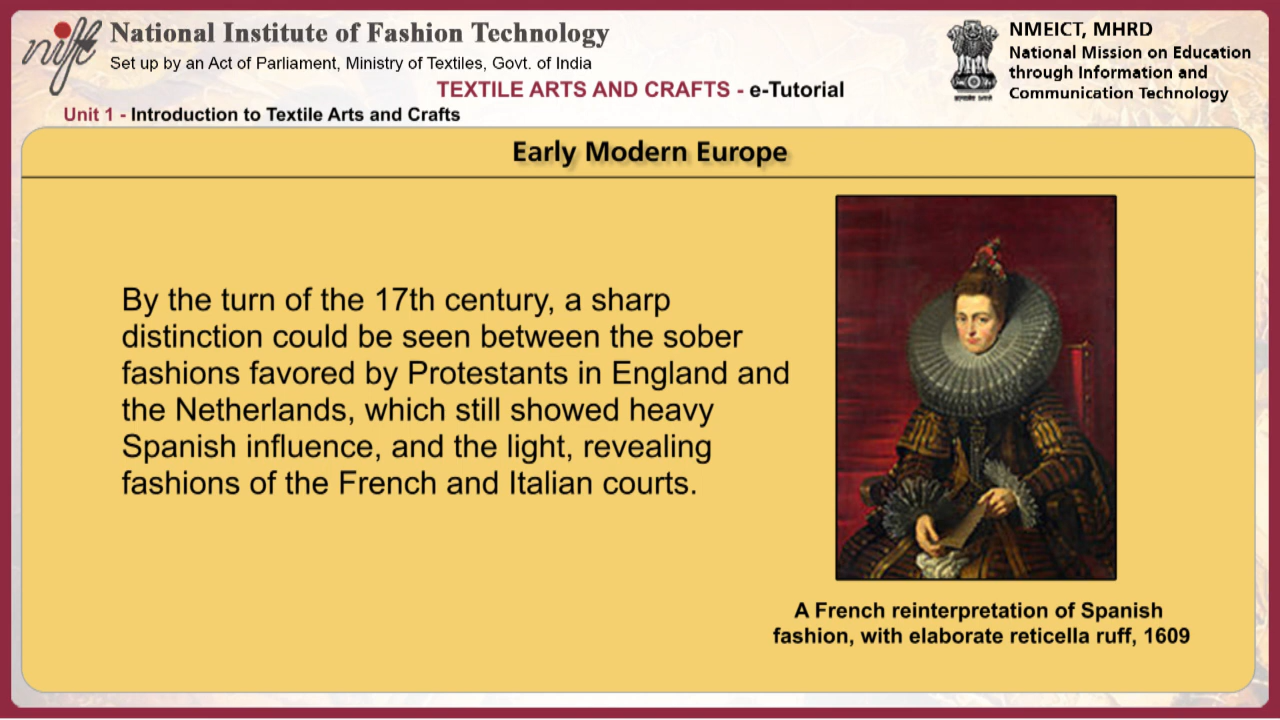 nift
National Institute of Fashion Technology
Set up by an Act of Parliament, Ministry of Textiles, Govt. of India
NMEICT, MHRD
National Mission on Education
through Information and
Communication Technology
TEXTILE ARTS AND CRAFTS - e-Tutorial
Unit 1 - Introduction to Textile Arts and Crafts
Early Modern Europe
By the turn of the 17th century, a sharp
distinction could be seen between the sober
fashions favored by Protestants in England and
the Netherlands, which still showed heavy
Spanish influence, and the light, revealing
fashions of the French and Italian courts.
A French reinterpretation of Spanish
fashion, with elaborate reticella ruff, 1609